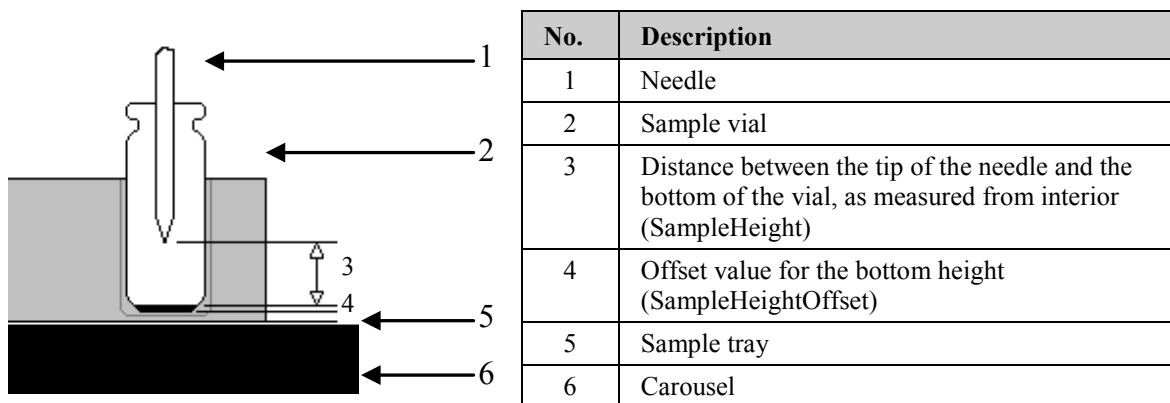 1
2
3
4
5
6
No. Description
1 Needle
2 Sample vial
3 Distance between the tip of the needle and the
bottom of the vial, as measured from interior
(SampleHeight)
4 Offset value for the bottom height
(SampleHeightOffset)
5 Sample tray
6 Carousel